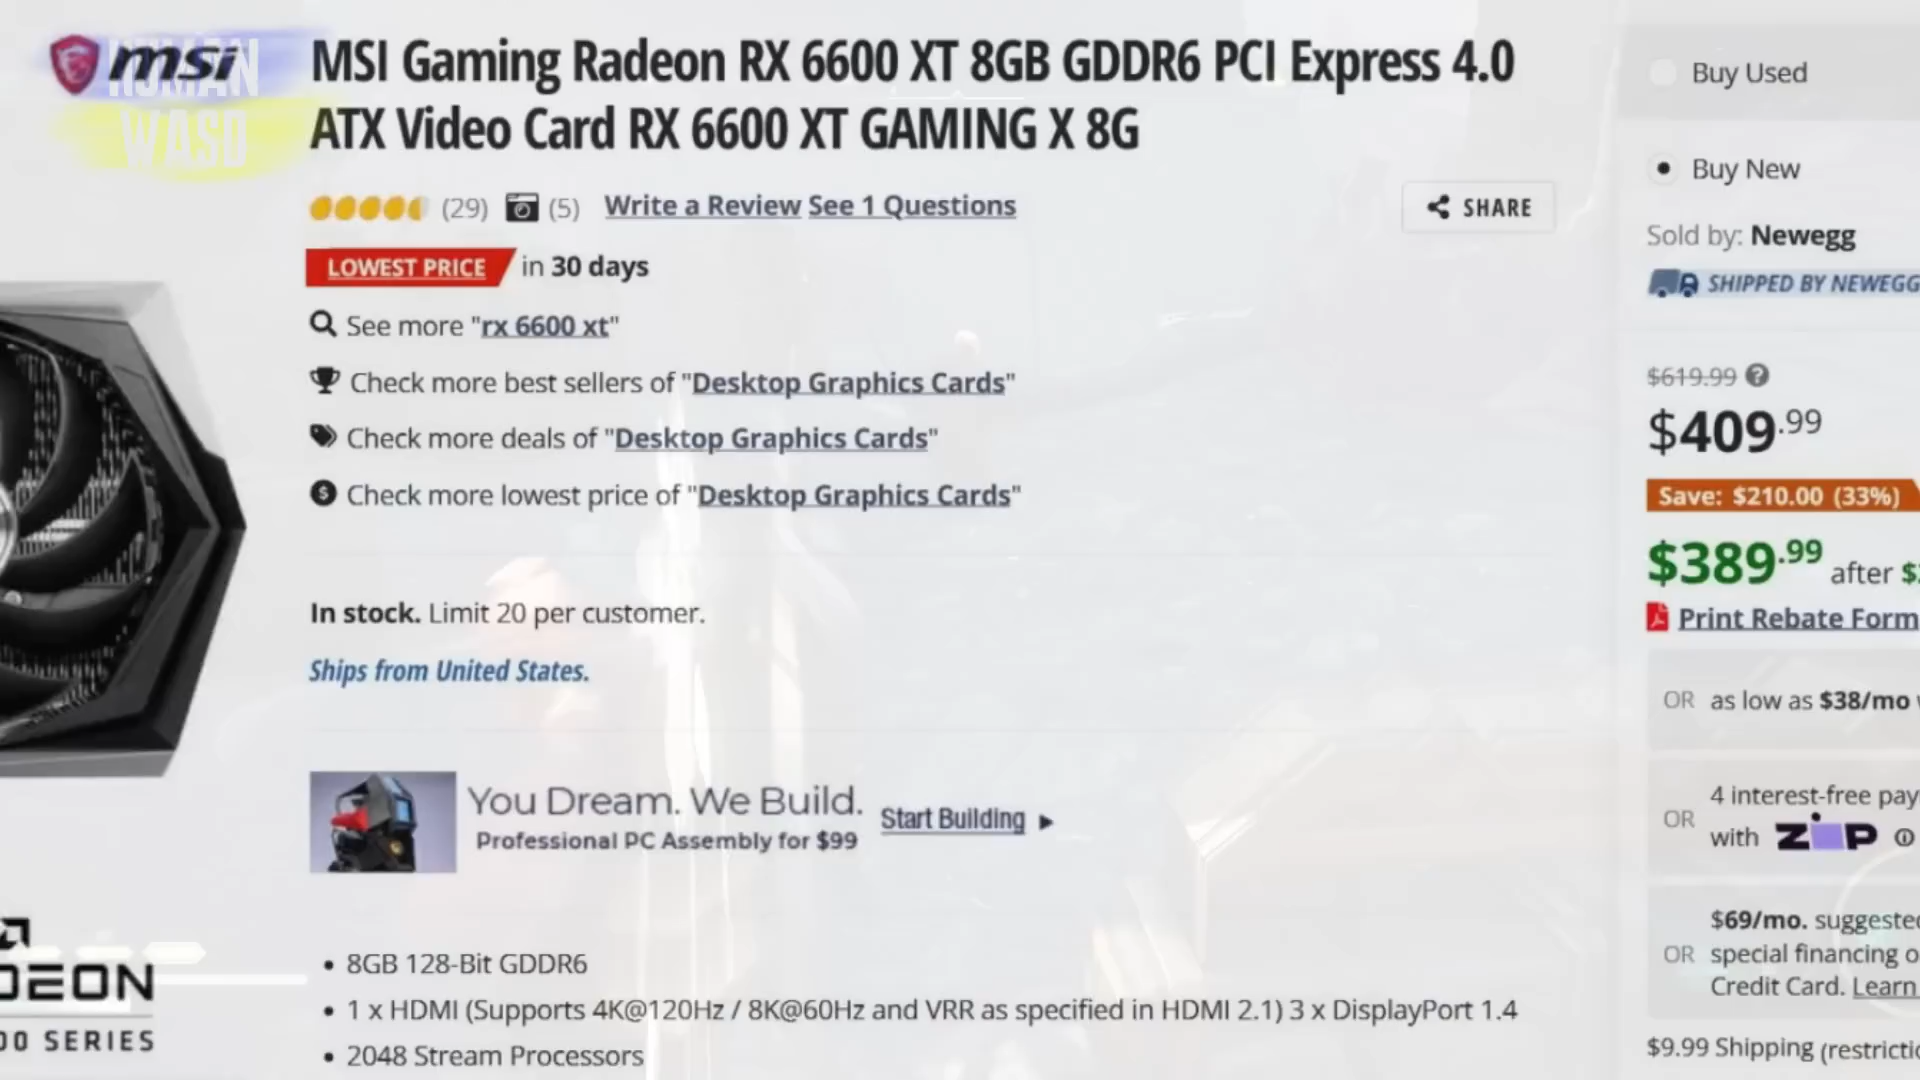 msi
HUMAN
WASD
MSI Gaming Radeon RX 6600 XT 8GB GDDR6 PCI Express 4.0
ATX Video Card RX 6600 XT GAMING X 8G
(29) (5) Write a Review See 1 Questions
SHARE
LOWEST PRICE in 30 days
See more "rx 6600 xt"
Check more best sellers of "Desktop Graphics Cards"
Check more deals of "Desktop Graphics Cards"
Check more lowest price of "Desktop Graphics Cards"
In stock. Limit 20 per customer.
Ships from United States.
You Dream. We Build.
Professional PC Assembly for $99
Start Building
DEON
00 SERIES
• 8GB 128-Bit GDDR6
• 1 x HDMI (Supports 4K@120Hz / 8K@60Hz and VRR as specified in HDMI 2.1) 3 x DisplayPort 1.4
• 2048 Stream Processors
Buy Used
Buy New
Sold by: Newegg
SHIPPED BY NEWEGG
$619.99
$409.99
Save: $210.00 (33%)
$389.99 after
Print Rebate Form
OR as low as $38/mo
OR 4 interest-free pay
with ZIP
OR $69/mo. suggested
special financing o
Credit Card. Learn
$9.99 Shipping (restrictio